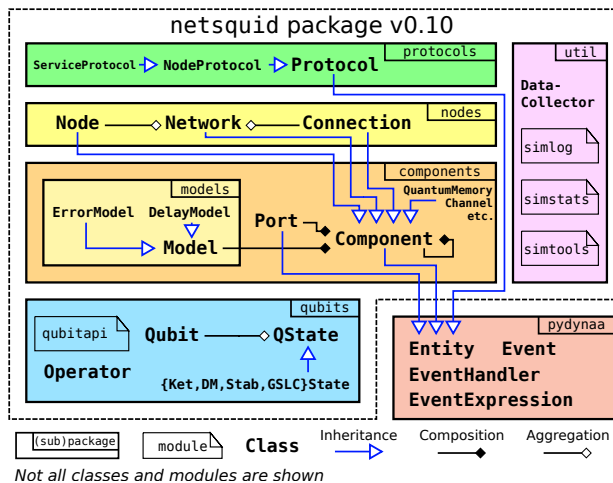 netsquid package v0.10
protocols
ServiceProtocol NodeProtocol Protocol
util
Data-
Collector
simlog
simstats
simtools
nodes
Node Network Connection
components
QuantumMemory
Channel
etc.
models
ErrorModel DelayModel
Model
Port
Component
qubits
qubitapi
Qubit QState
Operator
{Ket,DM,Stab,GSLC}State
pydynaa
Entity Event
EventHandler
EventExpression
(sub)package
module
Class
Inheritance
Composition
Aggregation
Not all classes and modules are shown